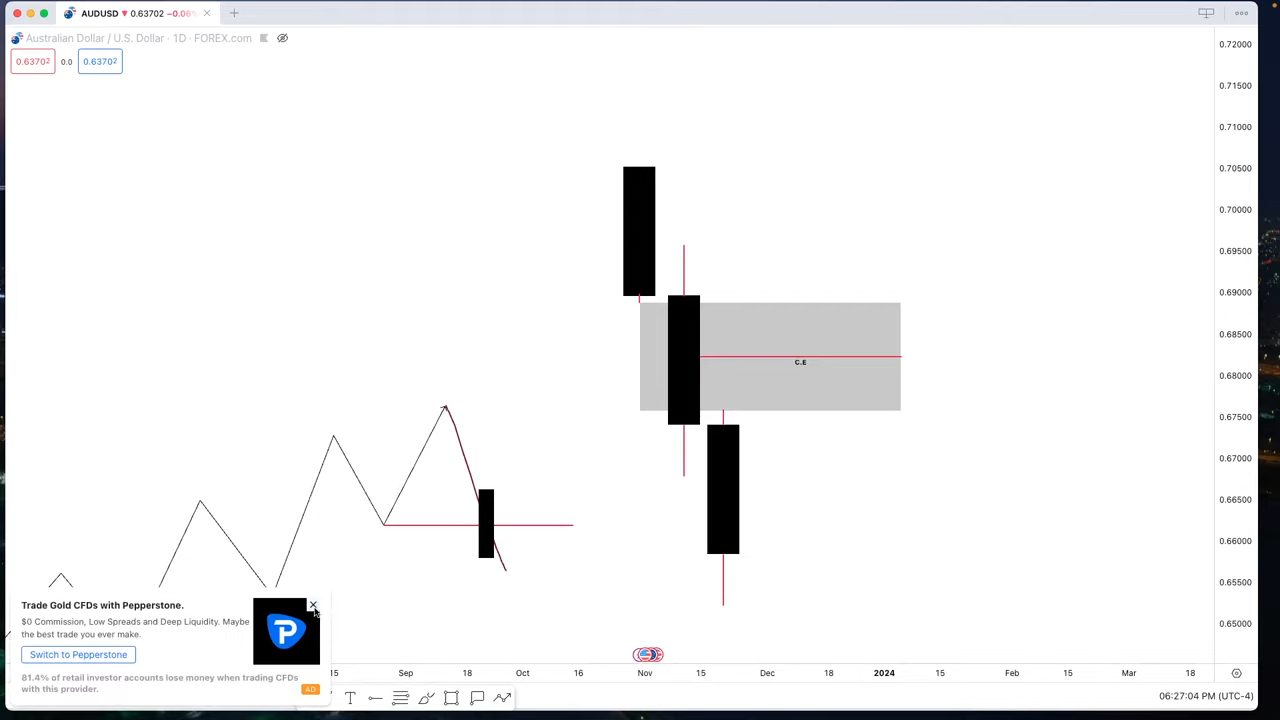 AUDUSD ▼ 0.63702 −0.06%
Australian Dollar / U.S. Dollar · 1D · FOREX.com
0.63702 0.0 0.63702
0.72000
0.71500
0.71000
0.70500
0.70000
0.69500
0.69000
0.68500
0.68000
0.67500
0.67000
0.66500
0.66000
0.65500
0.65000
C.E
Trade Gold CFDs with Pepperstone.
$0 Commission, Low Spreads and Deep Liquidity. Maybe
the best trade you ever make.
Switch to Pepperstone
81.4% of retail investor accounts lose money when trading CFDs
with this provider.
AD
15 Sep 18 Oct 16 Nov 15 Dec 18 2024 15 Feb 15 Mar 18
06:27:04 PM (UTC-4)